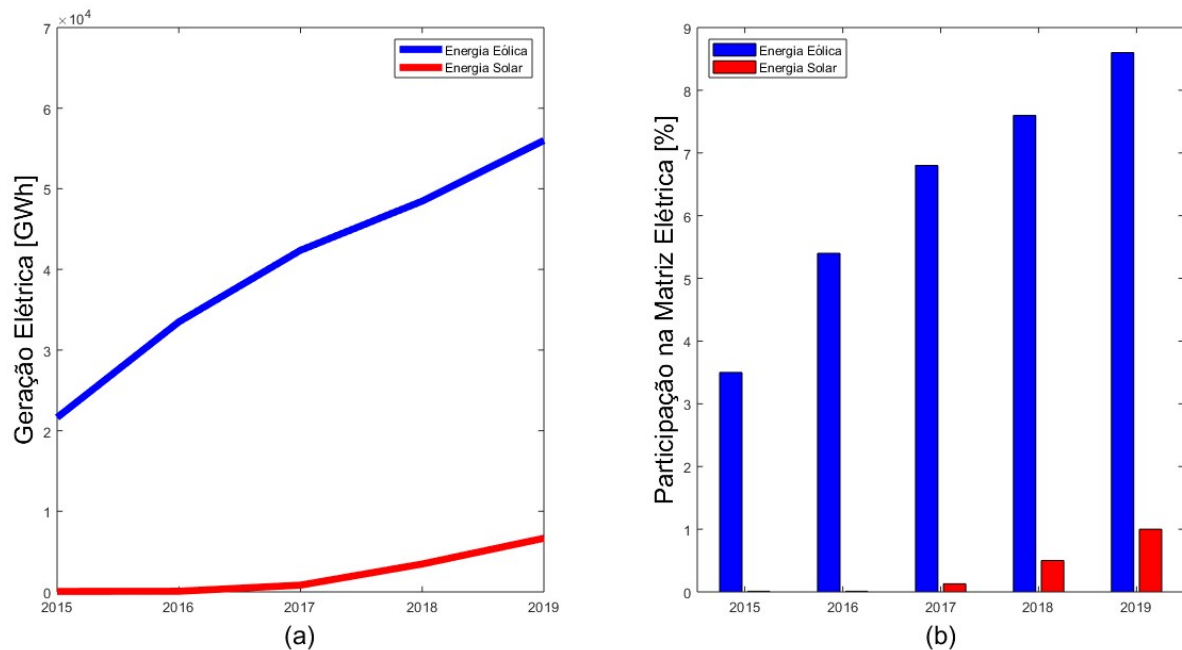 ×10⁴
7
6
5
4
3
2
1
0
Geração Elétrica [GWh]
Energia Eólica
Energia Solar
2015 2016 2017 2018 2019
(a)
9
8
7
6
5
4
3
2
1
0
Participação na Matriz Elétrica [%]
Energia Eólica
Energia Solar
2015 2016 2017 2018 2019
(b)